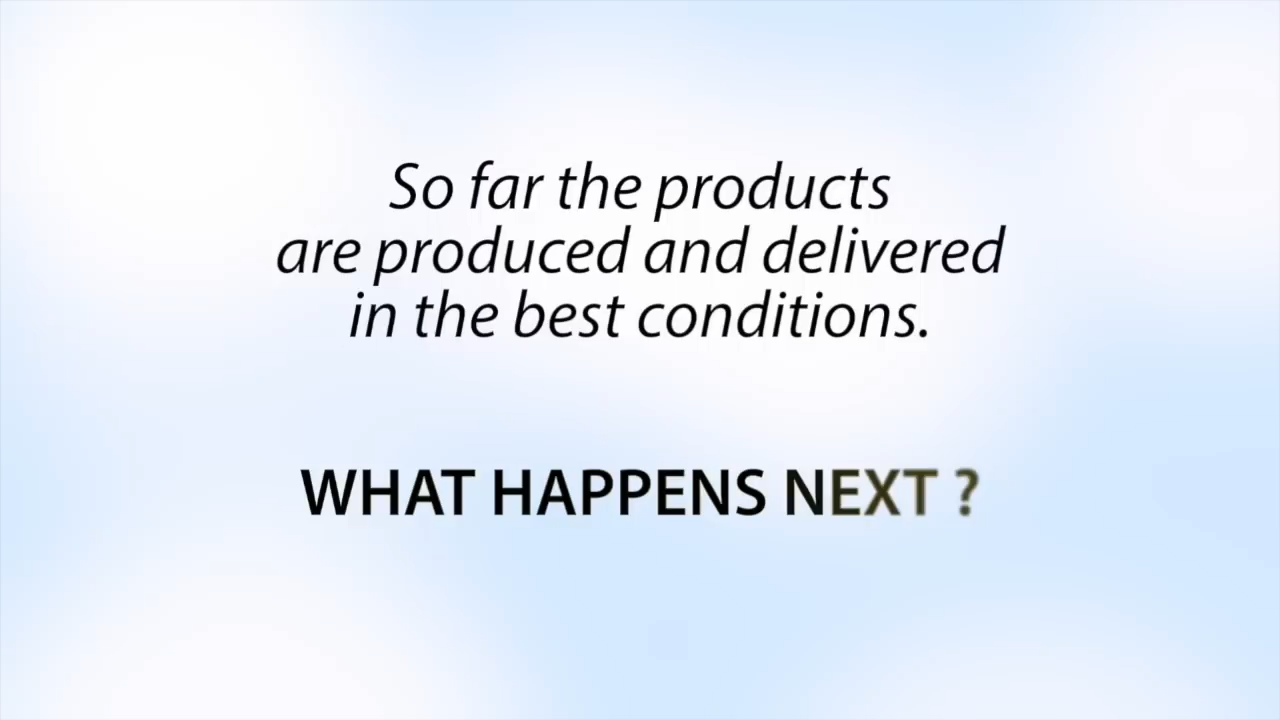 So far the products
are produced and delivered
in the best conditions.
WHAT HAPPENS NEXT ?